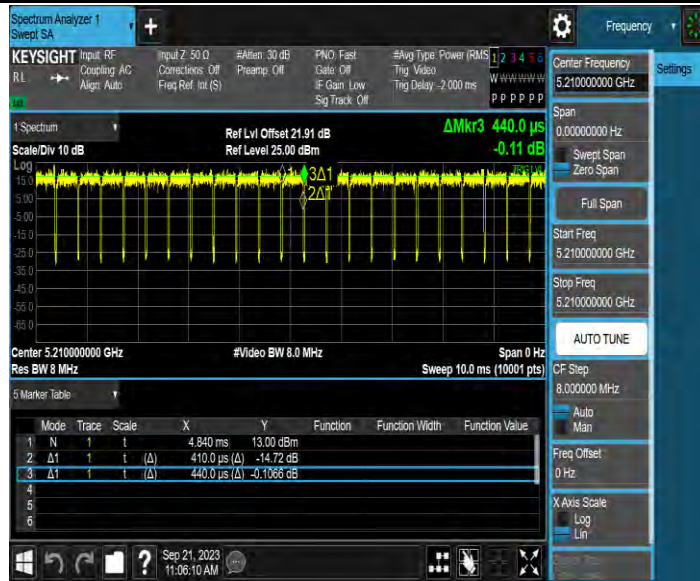 Spectrum Analyzer 1
Swept SA
+
Frequency
KEYSIGHT Input: RF Input Z: 50 Ω #Atten: 30 dB PNO: Fast #Avg Type: Power (RMS 1 2 3 4 5 6
RL Coupling: AC Corrections: Off Preamp: Off Gate: Off Trig: Video W W W W W W
Align: Auto Freq Ref: Int (S) IF Gain: Low Trig Delay: -2.000 ms
Sig Track: Off P P P P P P
Center Frequency
5.210000000 GHz
Settings
Span
0.00000000 Hz
Swept Span
Zero Span
Full Span
Start Freq
5.210000000 GHz
Stop Freq
5.210000000 GHz
AUTO TUNE
CF Step
8.000000 MHz
Auto
Man
Freq Offset
0 Hz
X Axis Scale
Log
Lin
1 Spectrum
Ref Lvl Offset 21.91 dB
ΔMkr3 440.0 µs
Scale/Div 10 dB Ref Level 25.00 dBm -0.11 dB
Log
15.0
5.00
-5.00
-15.0
-25.0
-35.0
-45.0
-55.0
-65.0
3Δ1
2Δ1
Center 5.210000000 GHz #Video BW 8.0 MHz Span 0 Hz
Res BW 8 MHz Sweep 10.0 ms (10001 pts)
5 Marker Table
Mode Trace Scale X Y Function Function Width Function Value
1 N 1 t 4.840 ms 13.00 dBm
2 Δ1 1 t (Δ) 410.0 µs (Δ) -14.72 dB
3 Δ1 1 t (Δ) 440.0 µs (Δ) -0.1066 dB
4
5
6
?
Sep 21, 2023
11:06:10 AM